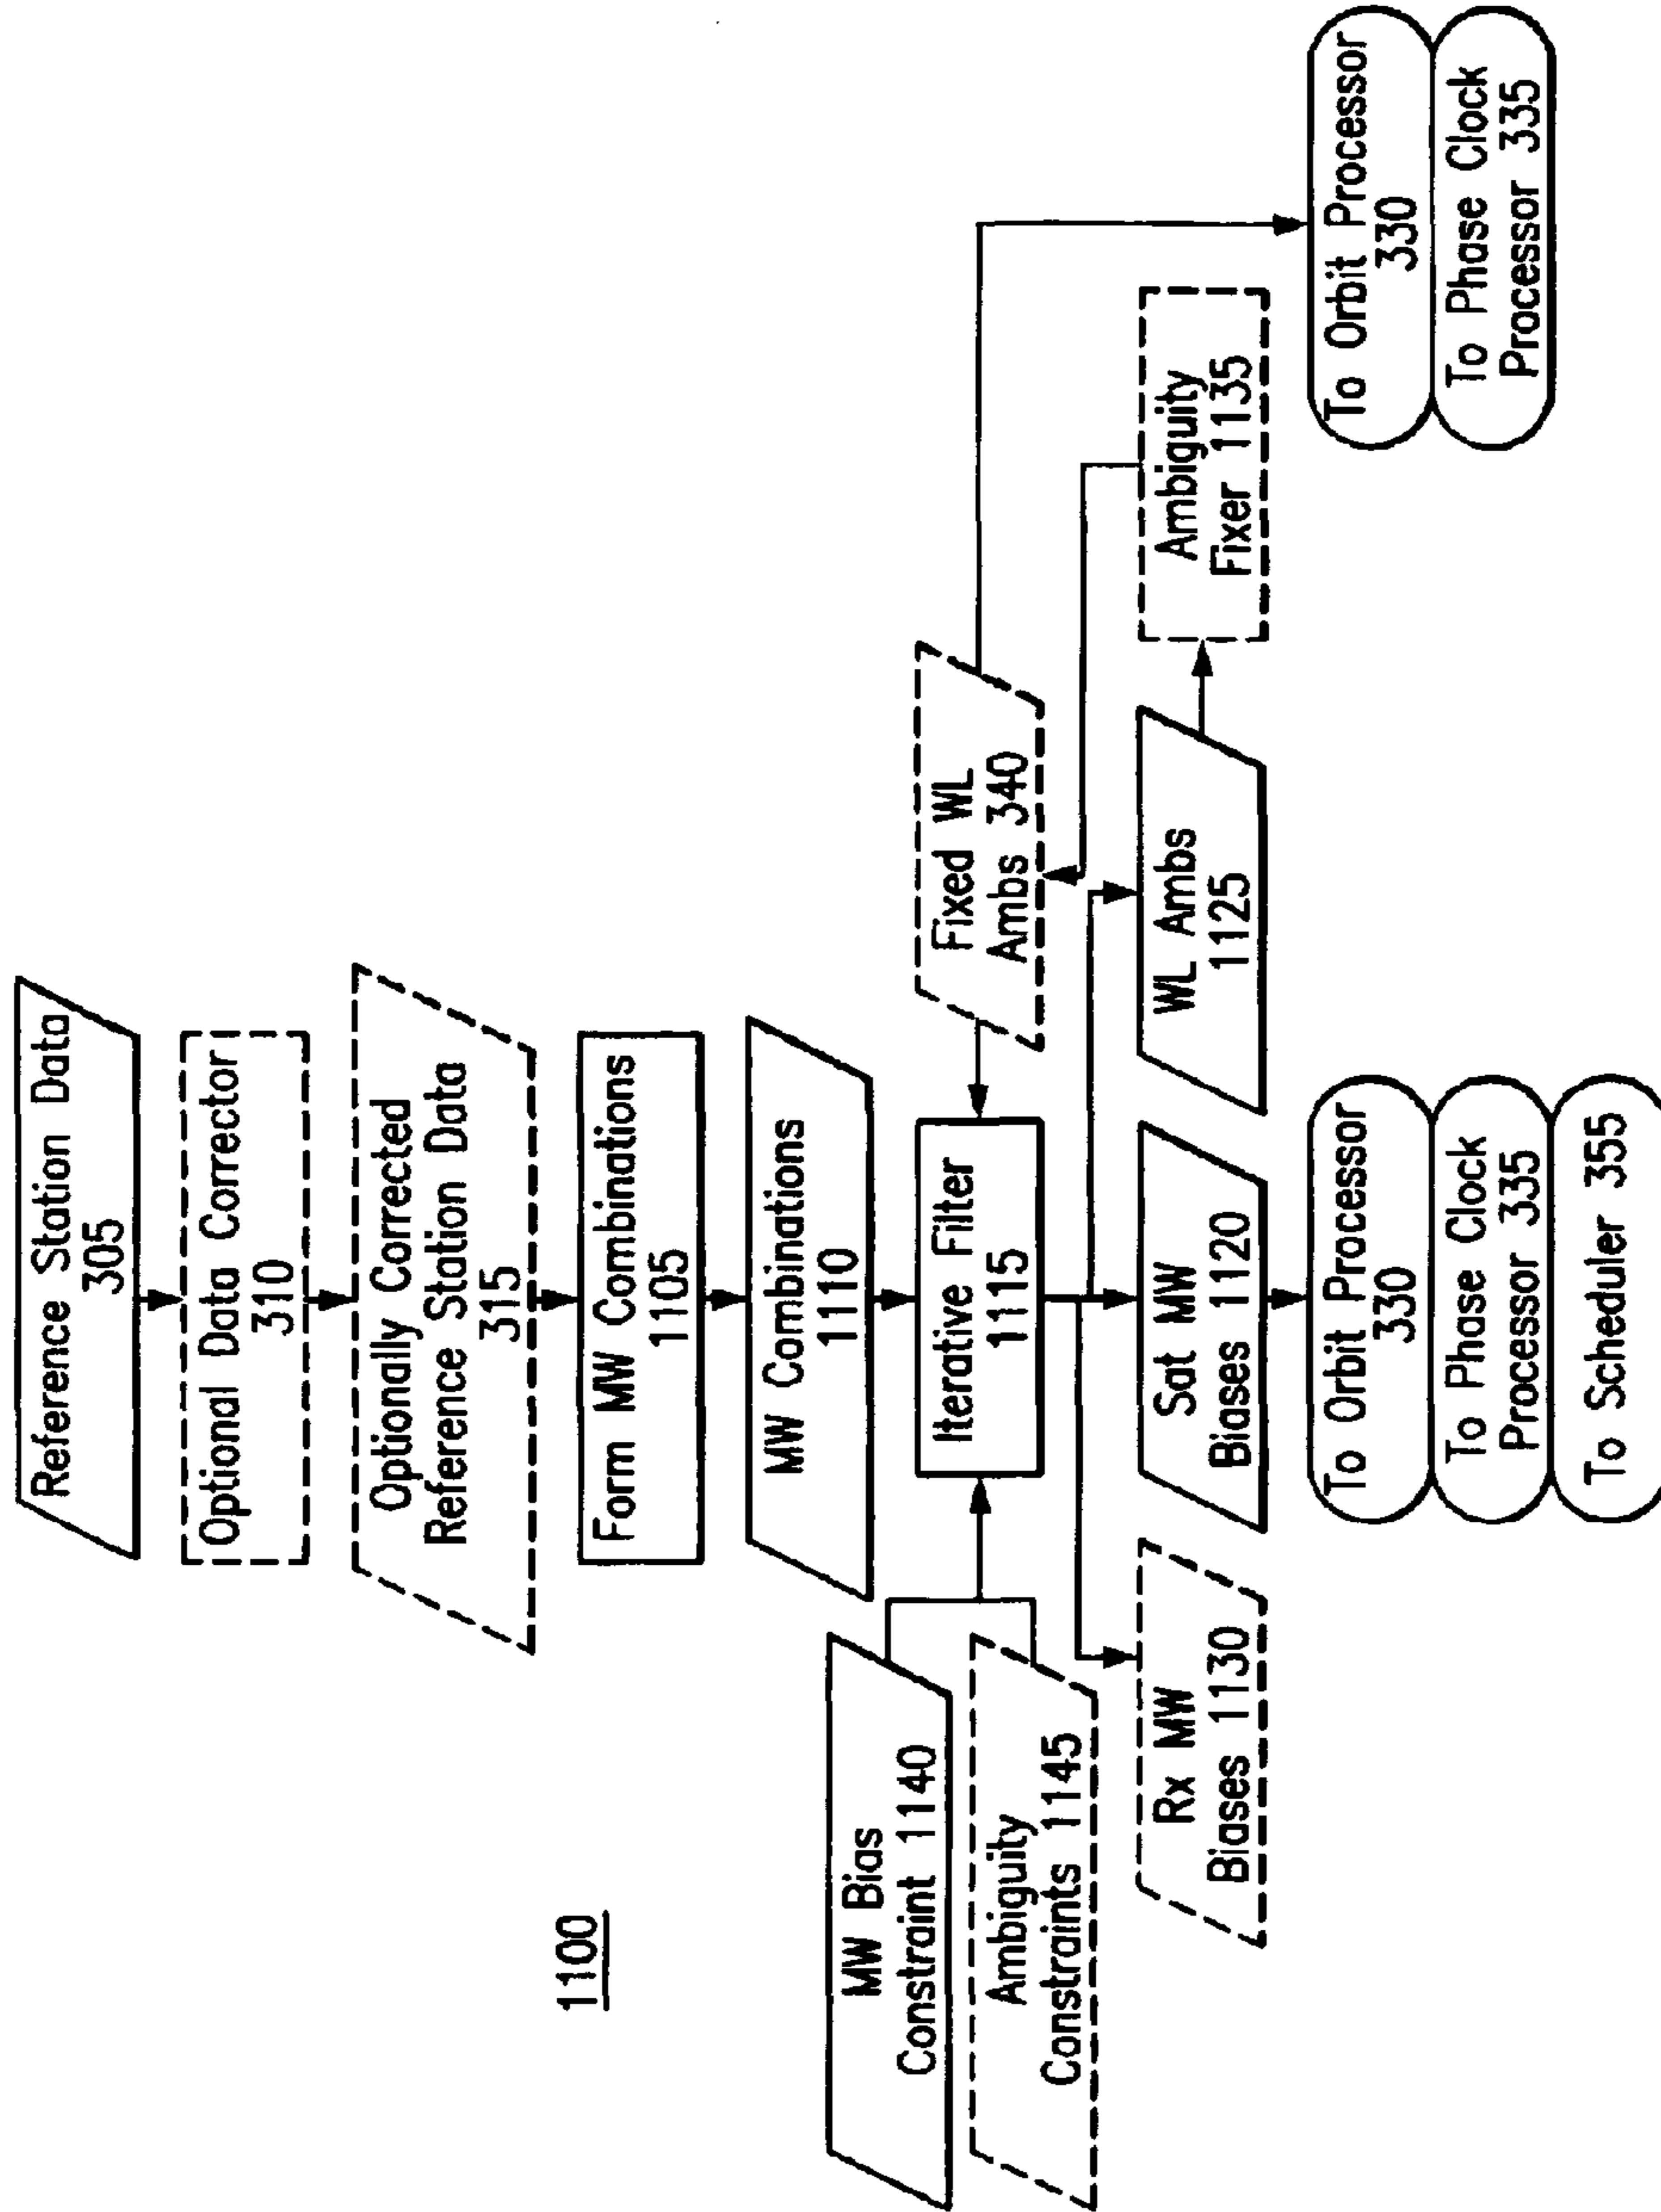 1100
Reference Station Data
305
Optional Data Corrector
310
Optionally Corrected
Reference Station Data
315
Form MW Combinations
1105
MW Combinations
1110
MW Bias
Constraint 1140
Ambiguity
Constraints 1145
Iterative Filter
1115
Fixed WL
Ambs 340
Rx MW
Biases 1130
Sat MW
Biases 1120
WL Ambs
1125
Ambiguity
Fixer 1135
To Orbit Processor
330
To Phase Clock
Processor 335
To Scheduler 355
To Orbit Processor
330
To Phase Clock
Processor 335